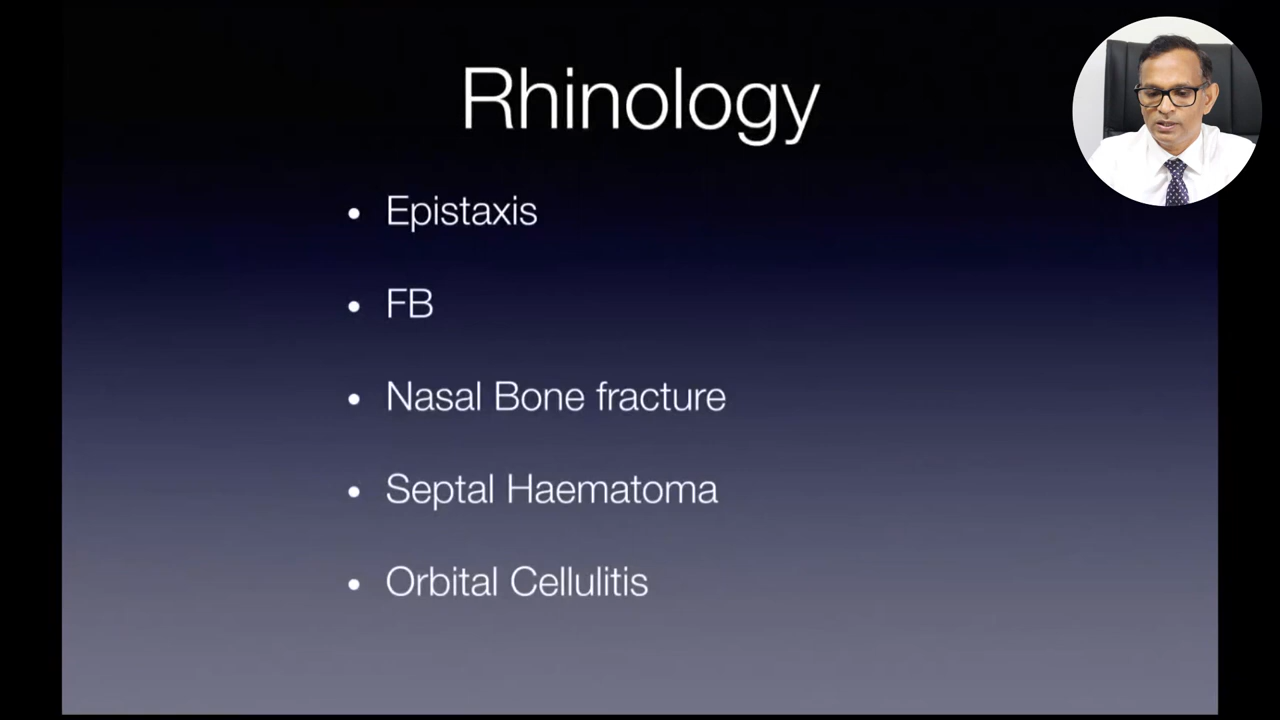 Rhinology
• Epistaxis
• FB
• Nasal Bone fracture
• Septal Haematoma
• Orbital Cellulitis